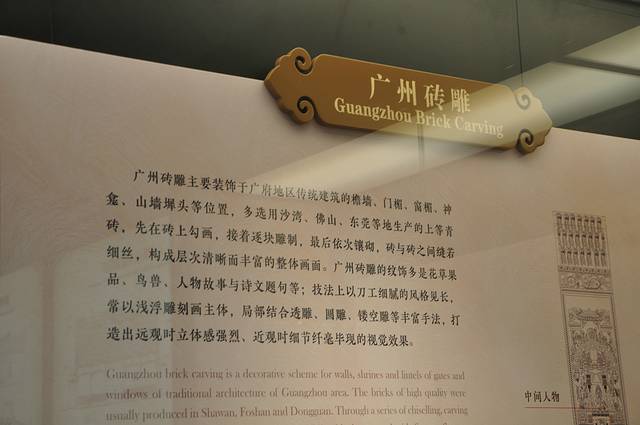 广州砖雕
Guangzhou Brick Carving
广州砖雕主要装饰于广府地区传统建筑的檐墙、门楣、窗楣、神
龛、山墙墀头等位置，多选用沙湾、佛山、东莞等地生产的上等青
砖，先在砖上勾画，接着逐块雕制，最后依次镶砌，砖与砖之间缝若
细丝，构成层次清晰而丰富的整体画面。广州砖雕的纹饰多是花草果
品、鸟兽、人物故事与诗文题句等；技法上以刀工细腻的风格见长，
常以浅浮雕刻画主体，局部结合透雕、圆雕、镂空雕等丰富手法，打
造出远观时立体感强烈、近观时细节纤毫毕现的视觉效果。
Guangzhou brick carving is a decorative scheme for walls, shrines and lintels of gates and
windows of traditional architecture of Guangzhou area. The bricks of high quality were
usually produced in Shawan, Foshan and Dongguan. Through a series of chiselling, carving
中间人物